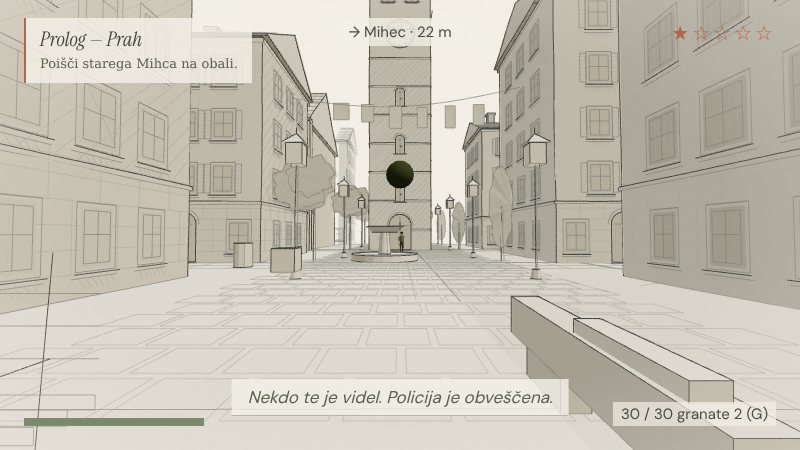 Prolog – Prah
Poišči starega Mihca na obali.
→ Mihec · 22 m
★☆☆☆☆
Nekdo te je videl. Policija je obveščena.
30 / 30 granate 2 (G)